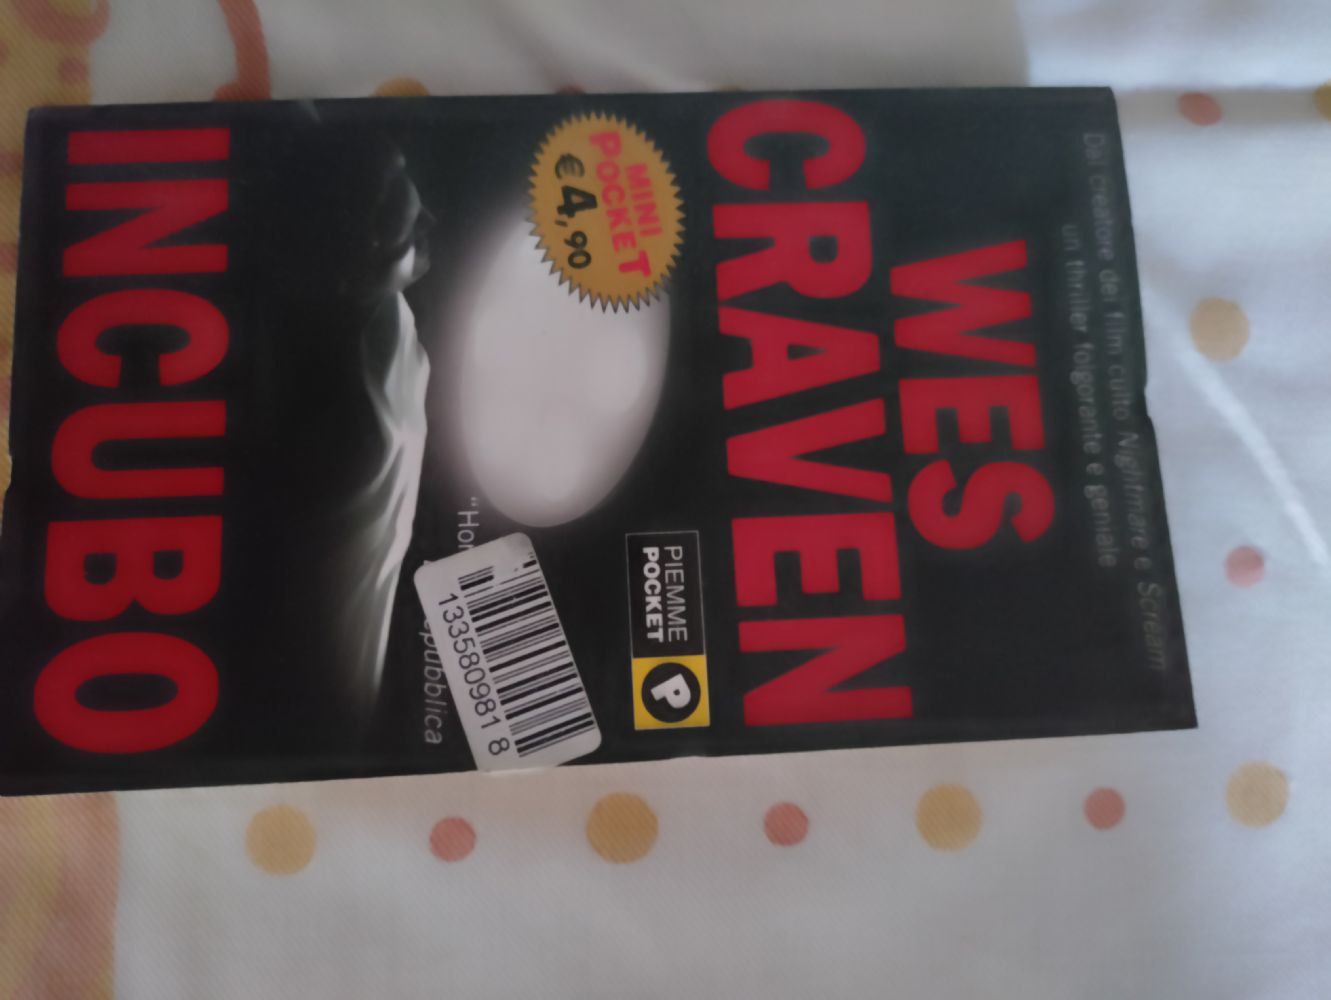 Dal creatore dei film culto Nightmare e Scream
un thriller folgorante e geniale
WES
CRAVEN
MINI
POCKET
€ 4,90
PIEMME
POCKET
P
133580981 8
INCUBO